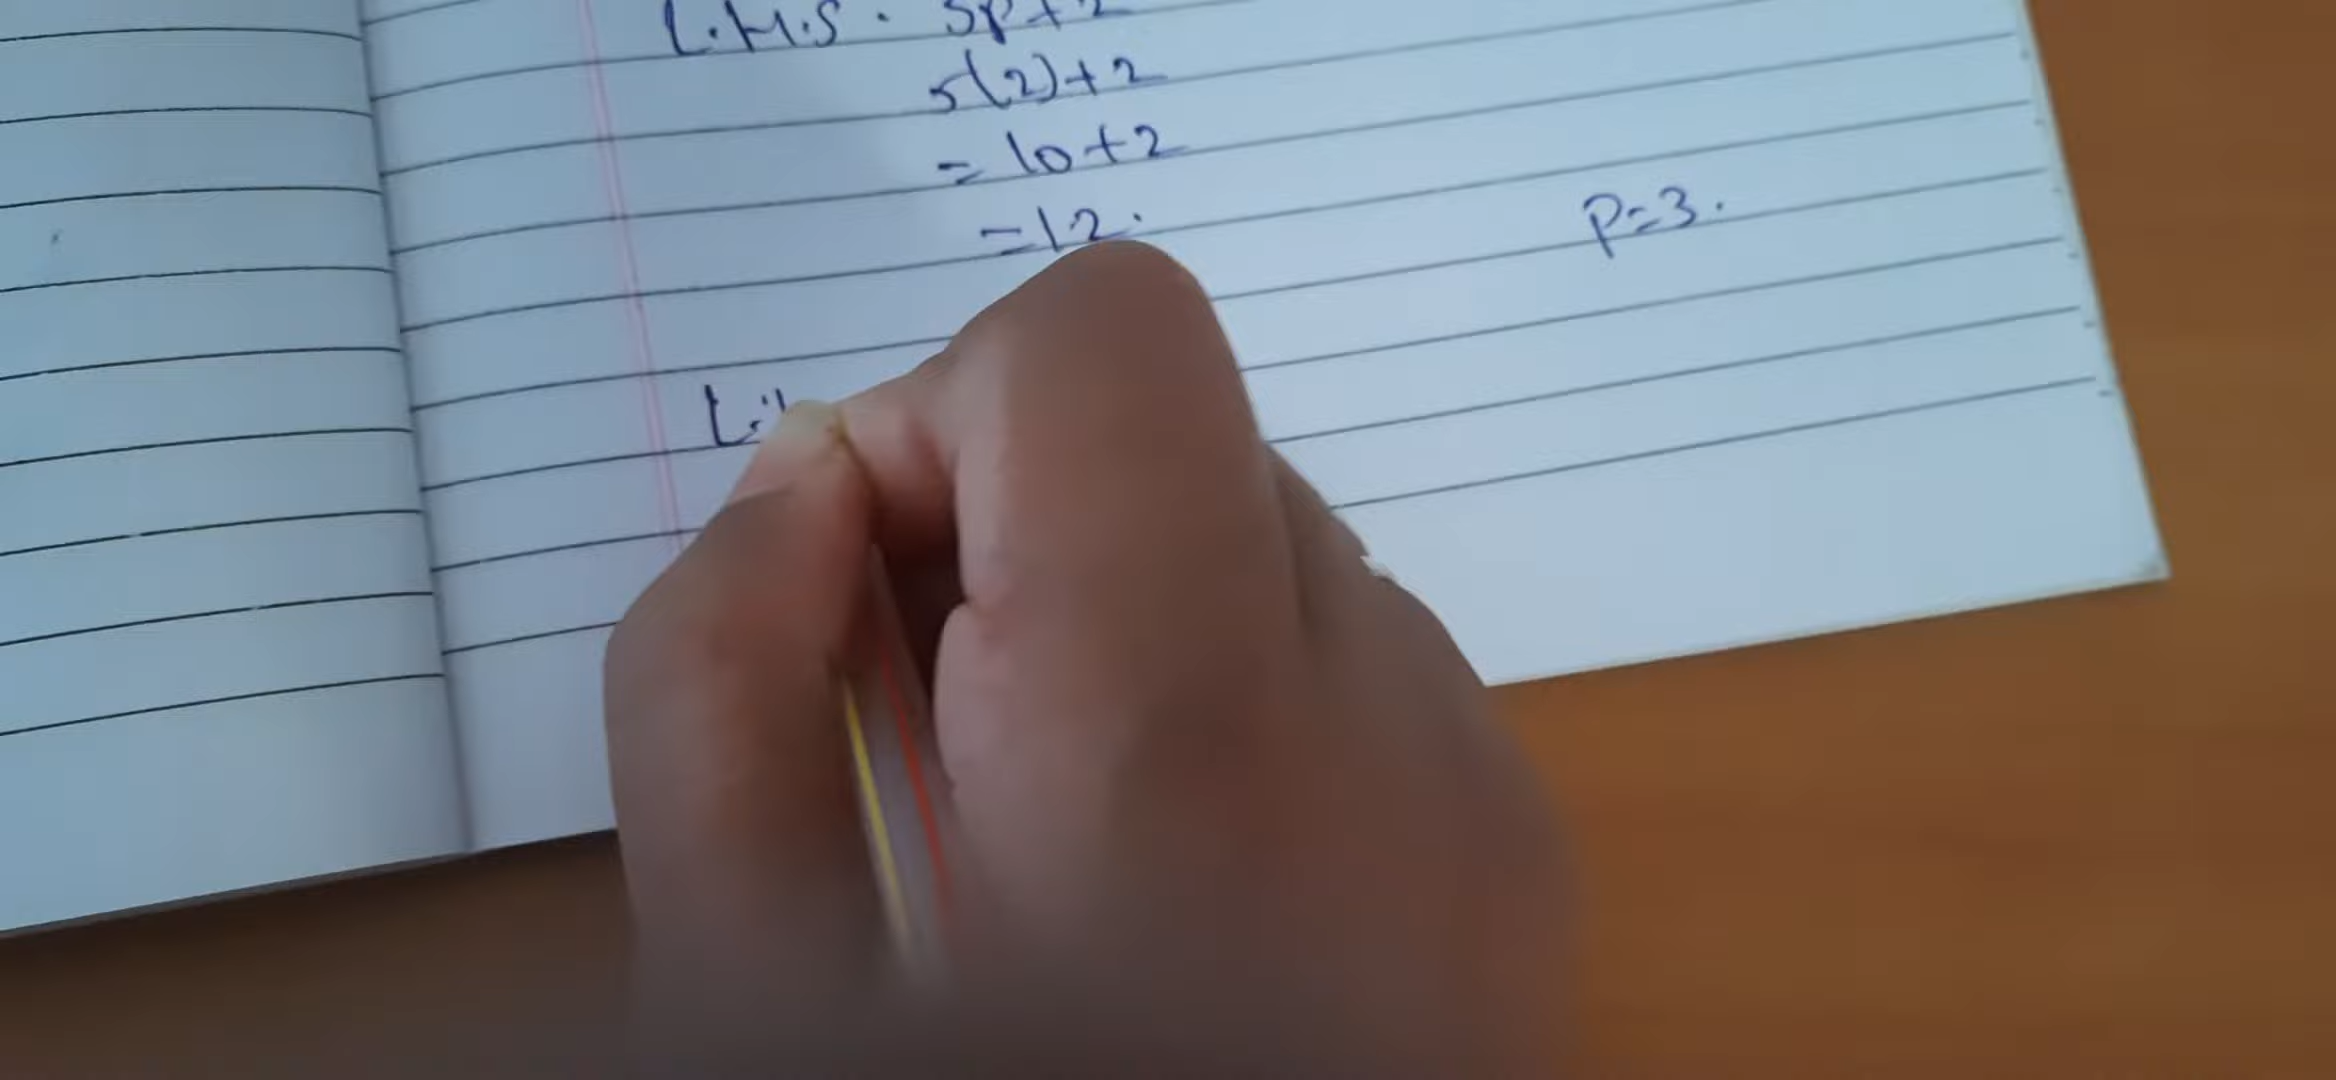 L.H.S. 5p+2
5(2)+2
= 10+2
=12.
P=3.
L.